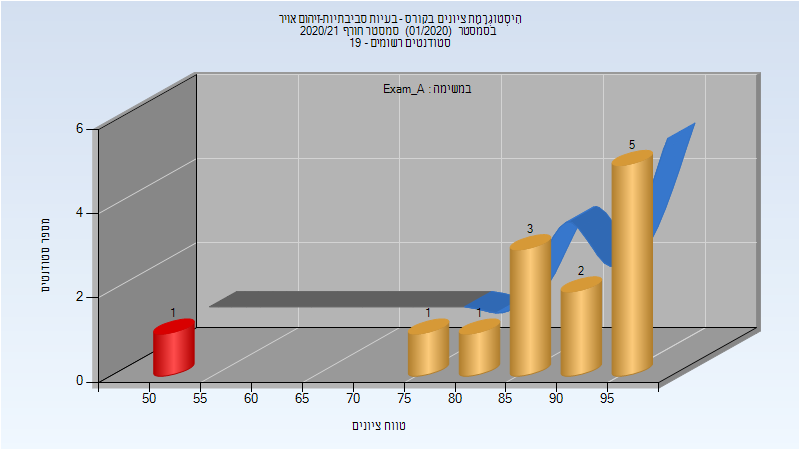 היסטוגרמת ציונים בקורס - בעיות סביבתיות-זיהום אויר
בסמסטר (01/2020) סמסטר חורף 2020/21
סטודנטים רשומים - 19
במשימה : Exam_A
6
4
2
0
מספר סטודנטים
1
1
1
3
2
5
50 55 60 65 70 75 80 85 90 95
טווח ציונים